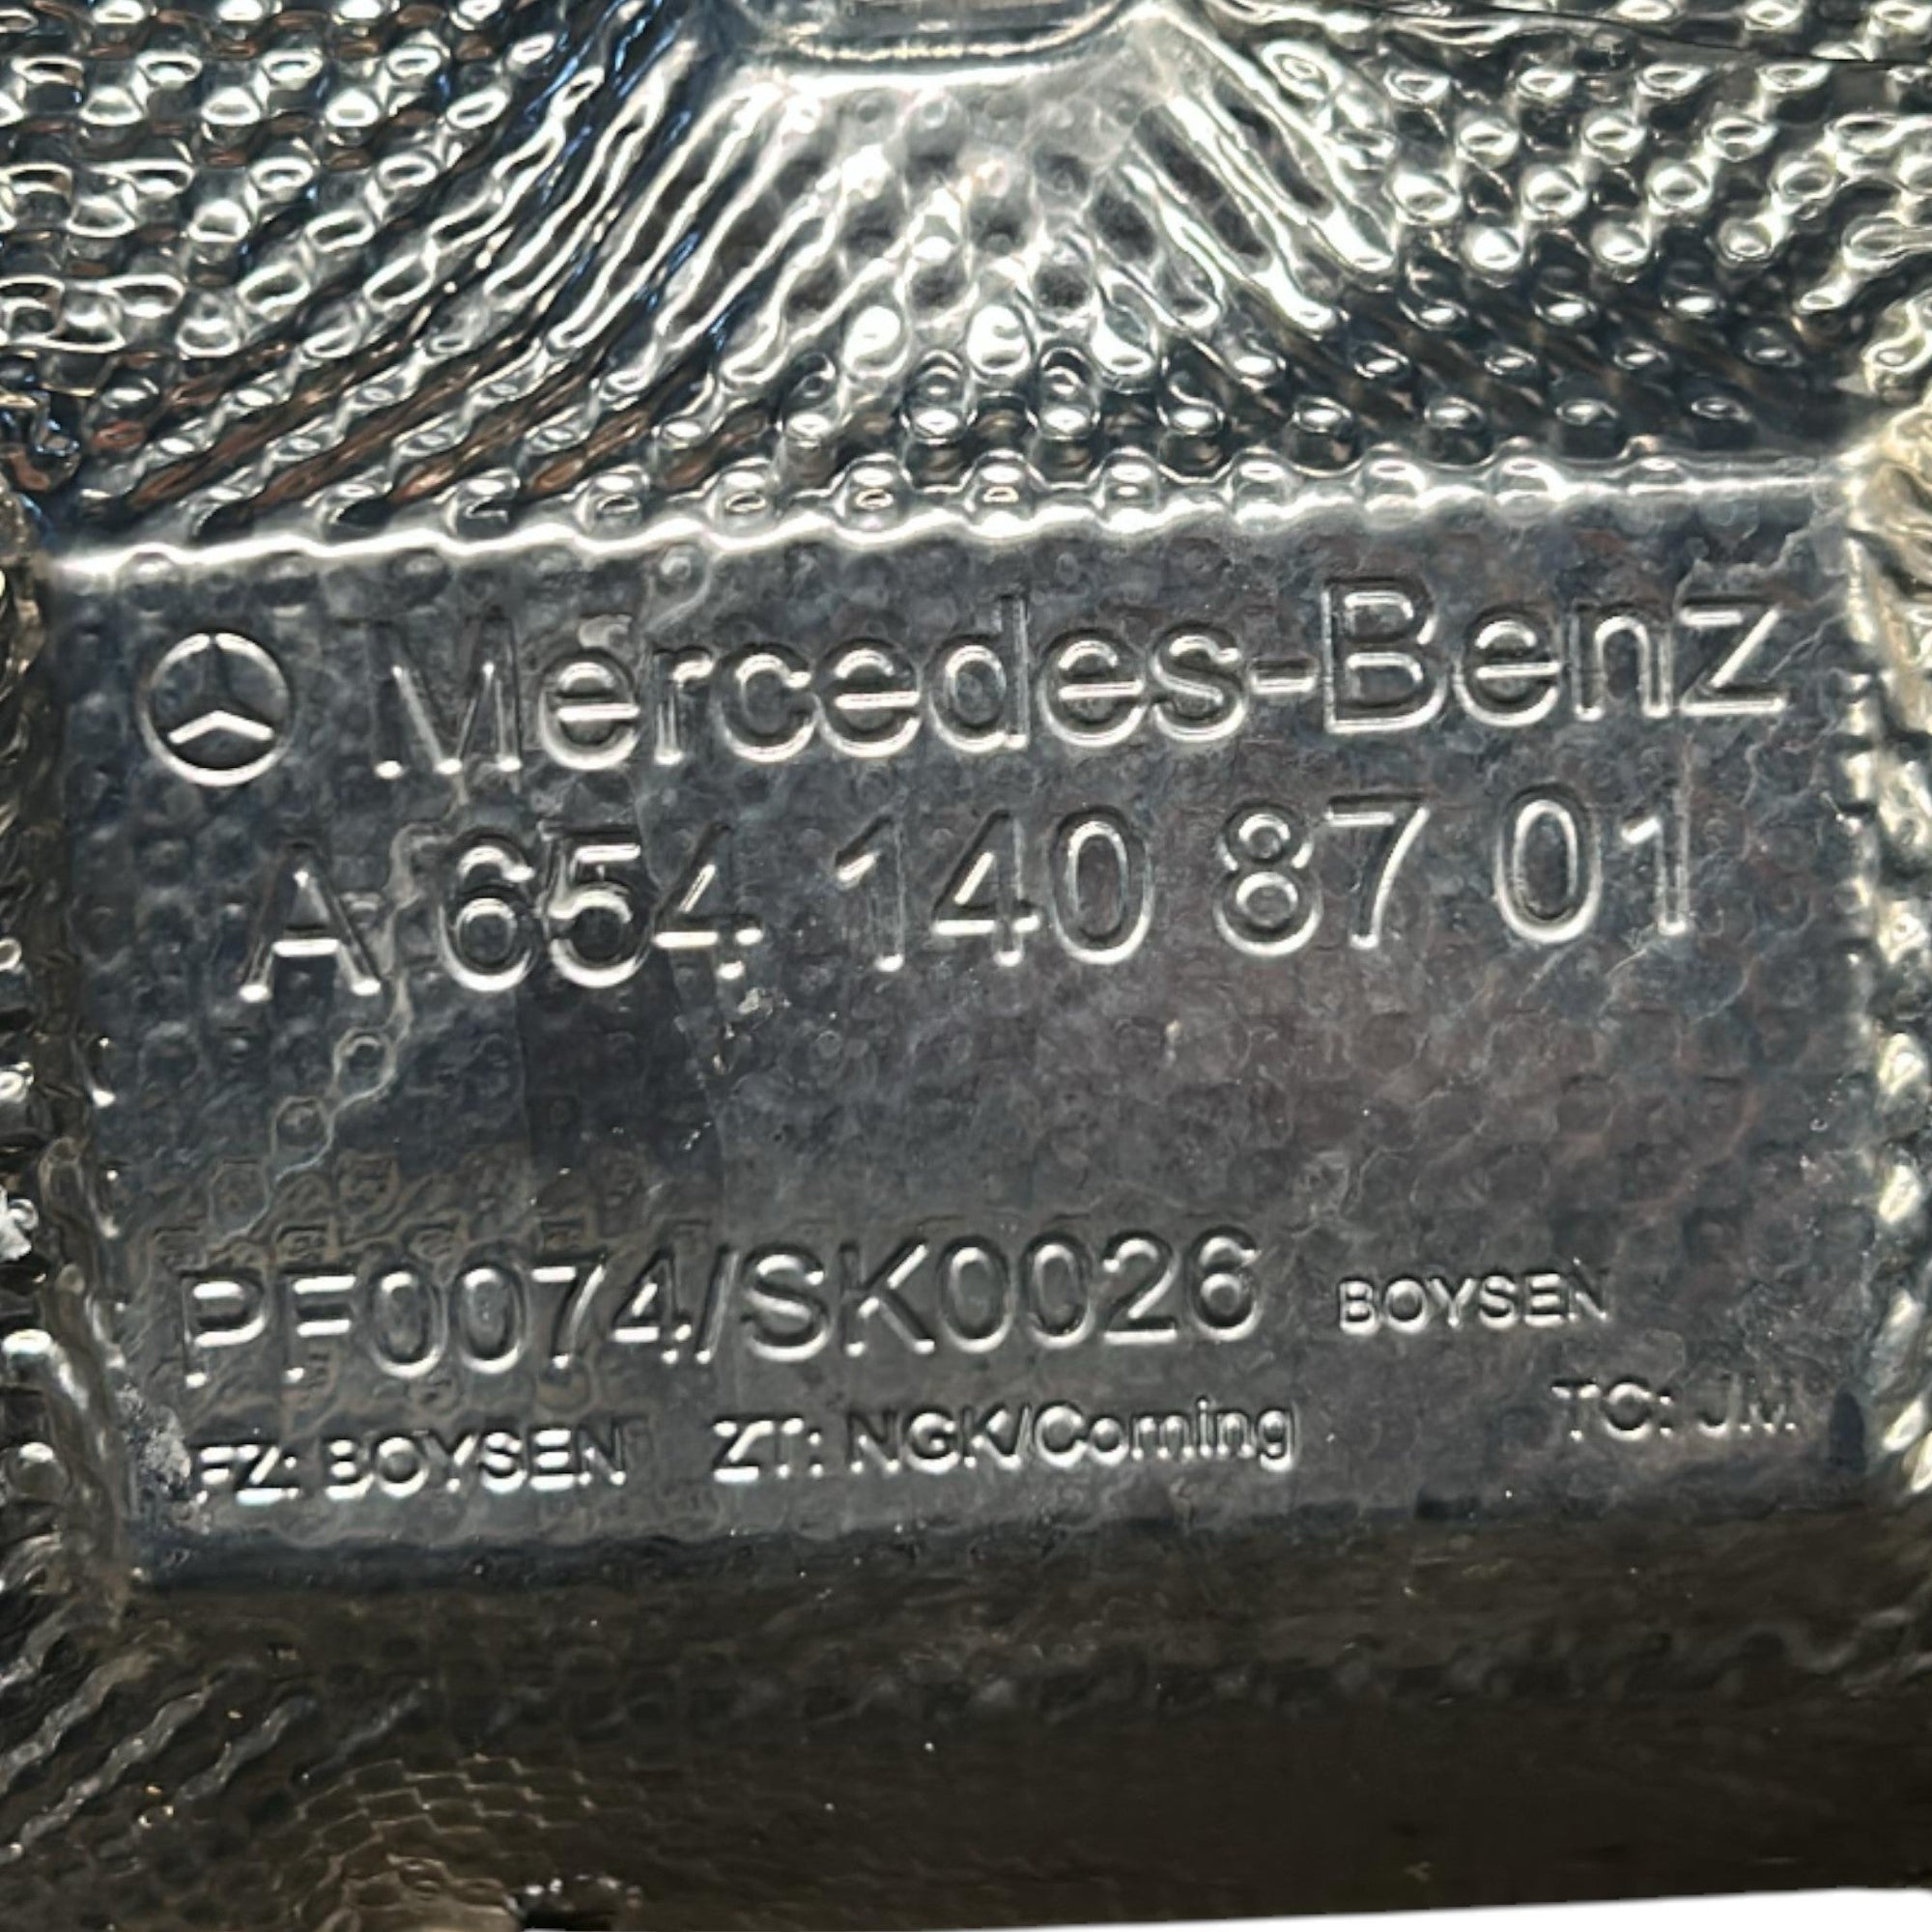 Mercedes-Benz
A 654 140 87 01
PF0074/SK0026 BOYSEN
FZ: BOYSEN ZT: NGK/Corning TC: JM